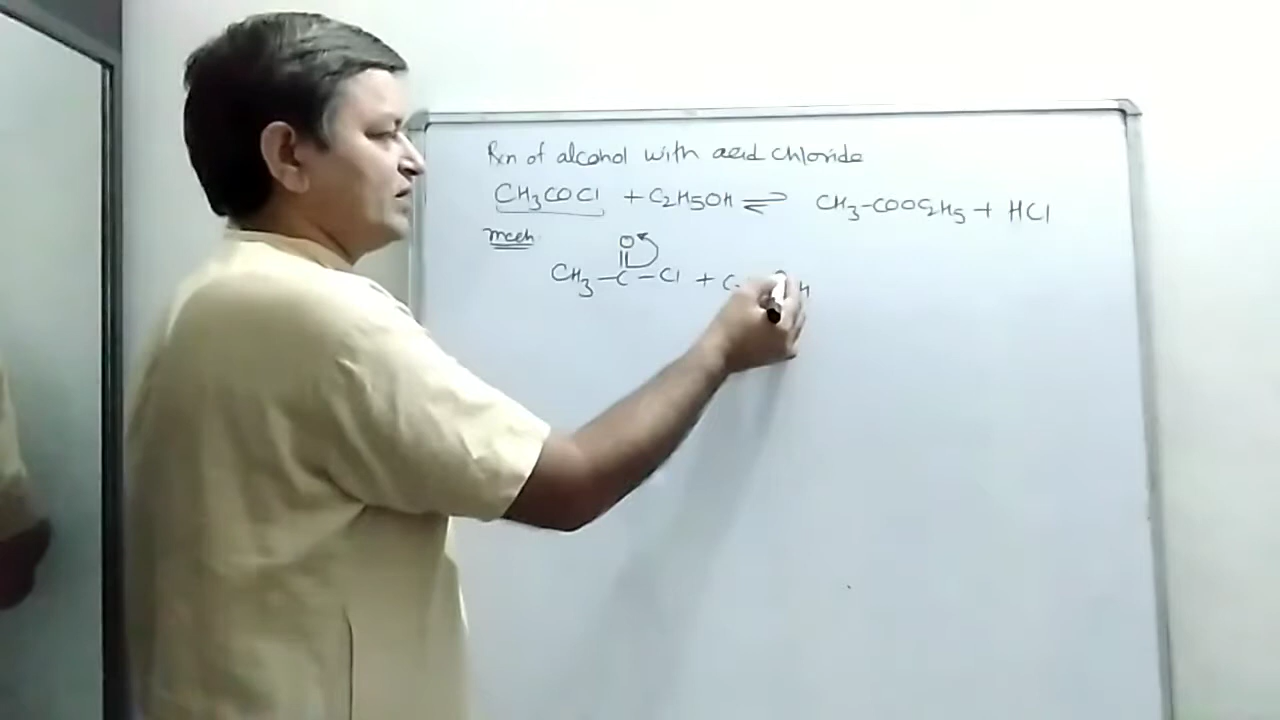 Rxn of alcohol with acid chloride
CH3COCl + C2H5OH ⇌ CH3-COOC2H5 + HCl
Mech.
O
CH3-C-Cl + C